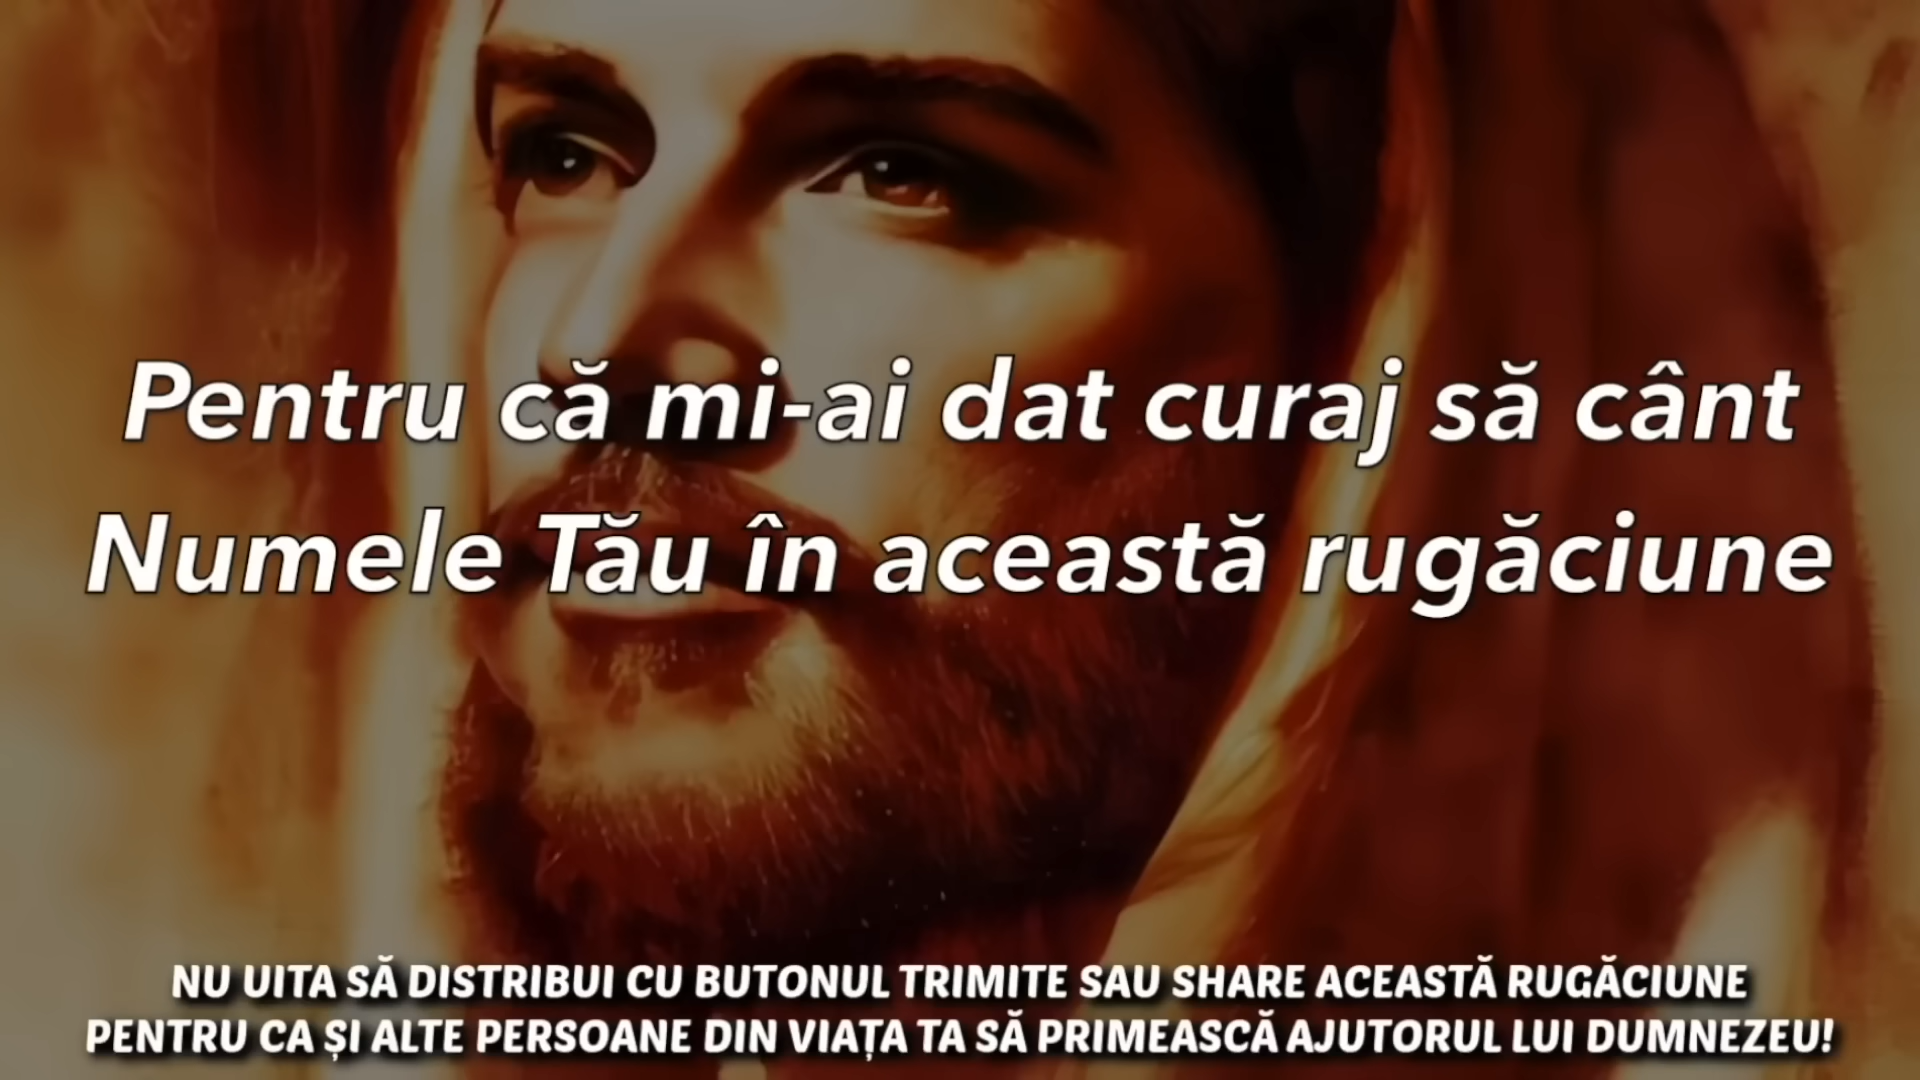 Pentru că mi-ai dat curaj să cânt
Numele Tău în această rugăciune
NU UITA SĂ DISTRIBUI CU BUTONUL TRIMITE SAU SHARE ACEASTĂ RUGĂCIUNE
PENTRU CA ȘI ALTE PERSOANE DIN VIAȚA TA SĂ PRIMEASCĂ AJUTORUL LUI DUMNEZEU!